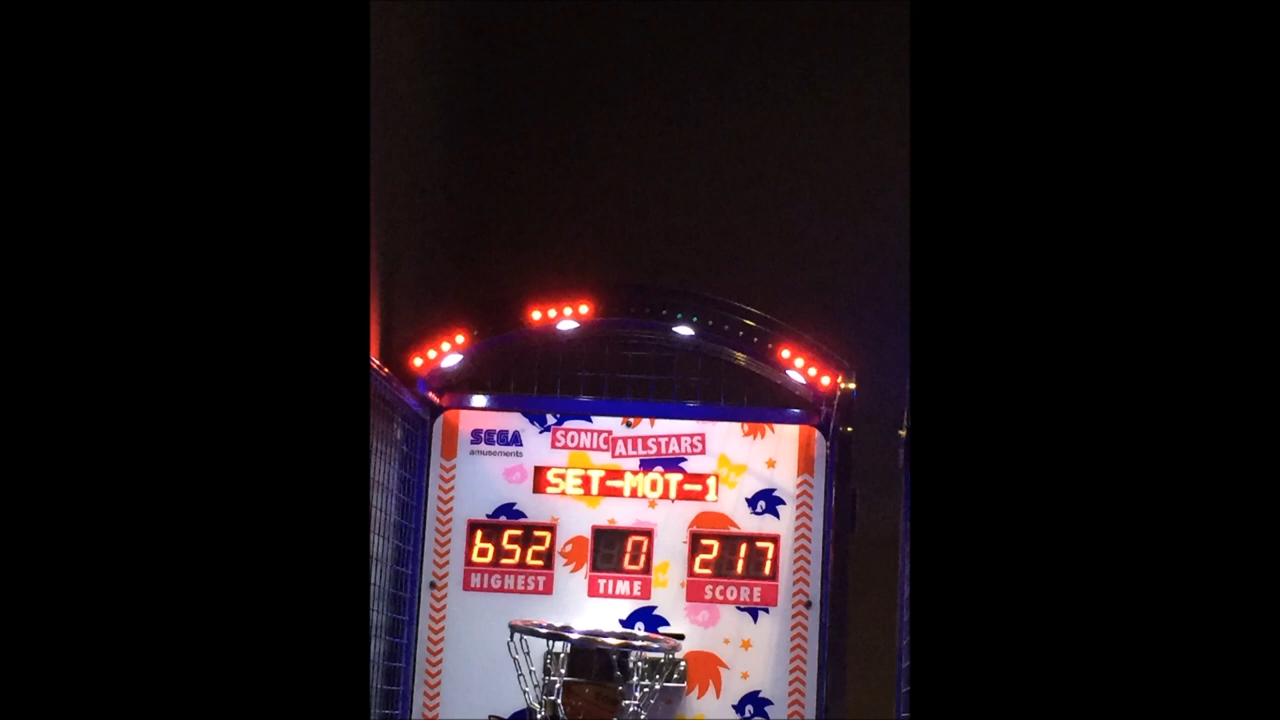 SEGA
amusements
SONIC ALLSTARS
SET-MOT-1
652 0 217
HIGHEST TIME SCORE